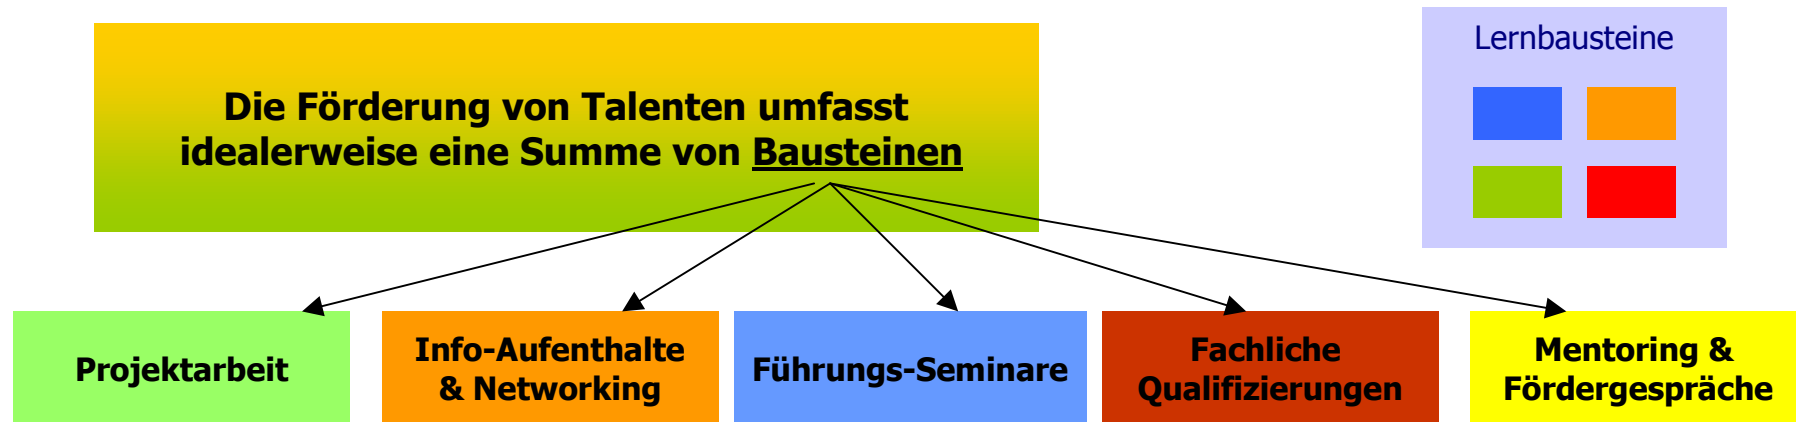 Die Förderung von Talenten umfasst
idealerweise eine Summe von Bausteinen
Lernbausteine
Projektarbeit
Info-Aufenthalte
& Networking
Führungs-Seminare
Fachliche
Qualifizierungen
Mentoring &
Fördergespräche